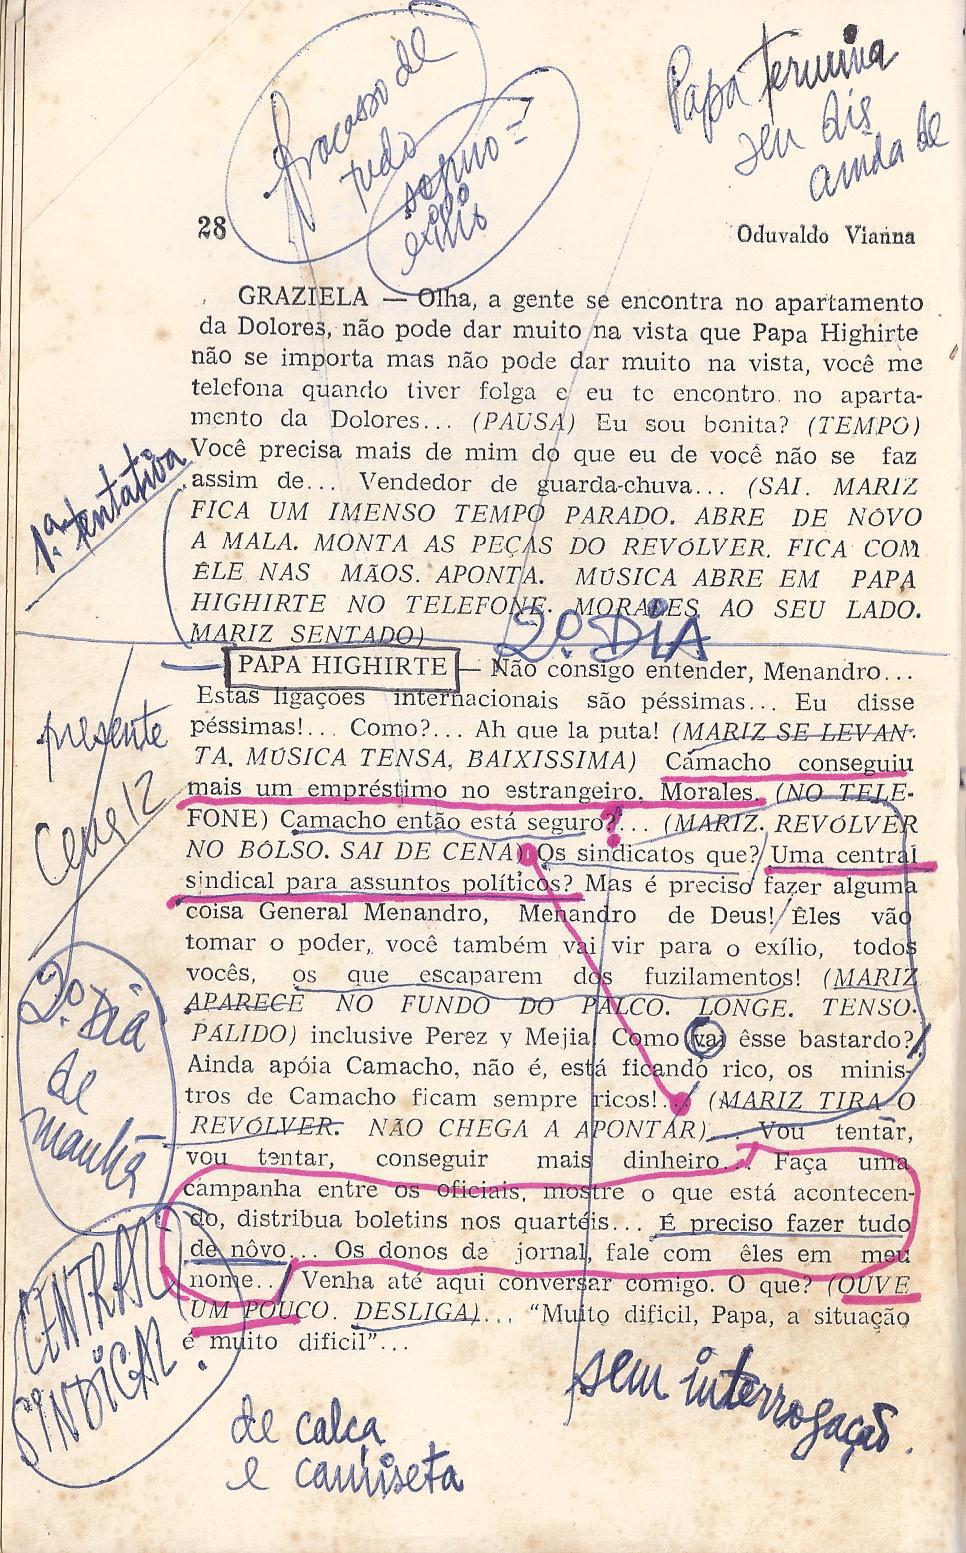 fracasso de
tudo
sonho =
exílio
Papa termina
seu dis
ainda de
28
Oduvaldo Vianna
GRAZIELA — Olha, a gente se encontra no apartamento
da Dolores, não pode dar muito na vista que Papa Highirte
não se importa mas não pode dar muito na vista, você me
telefona quando tiver folga e eu te encontro no aparta-
mento da Dolores... (PAUSA) Eu sou bonita? (TEMPO)
Você precisa mais de mim do que eu de você não se faz
assim de... Vendedor de guarda-chuva... (SAI. MARIZ
FICA UM IMENSO TEMPO PARADO. ABRE DE NÔVO
A MALA. MONTA AS PEÇAS DO REVÓLVER. FICA COM
ÊLE NAS MÃOS. APONTA. MÚSICA ABRE EM PAPA
HIGHIRTE NO TELEFONE. MORALES AO SEU LADO.
MARIZ SENTADO)
1ª tentativa
2º DIA
PAPA HIGHIRTE — Não consigo entender, Menandro...
Estas ligações internacionais são péssimas... Eu disse
péssimas!... Como?... Ah que la puta! (MARIZ SE LEVAN-
TA. MÚSICA TENSA, BAIXISSIMA) Camacho conseguiu
mais um empréstimo no estrangeiro, Morales. (NO TELE-
FONE) Camacho então está seguro?... (MARIZ. REVÓLVER
NO BÔLSO. SAI DE CENA) Os sindicatos que? Uma central
sindical para assuntos políticos? Mas é preciso fazer alguma
coisa General Menandro, Menandro de Deus! Êles vão
tomar o poder, você também vai vir para o exílio, todos
vocês, os que escaparem dos fuzilamentos! (MARIZ
APARECE NO FUNDO DO PALCO. LONGE. TENSO.
PÁLIDO) inclusive Perez y Mejia. Como vai êsse bastardo?
Ainda apóia Camacho, não é, está ficando rico, os minis-
tros de Camacho ficam sempre ricos!... (MARIZ TIRA O
REVÓLVER. NÃO CHEGA A APONTAR)... Vou tentar,
vou tentar, conseguir mais dinheiro... Faça uma
campanha entre os oficiais, mostre o que está acontecen-
do, distribua boletins nos quartéis... É preciso fazer tudo
de nôvo... Os donos de jornal, fale com êles em meu
nome... Venha até aqui conversar comigo. O que? (OUVE
UM POUCO. DESLIGA)... “Muito dificil, Papa, a situação
é muito dificil”...
presente
Cena 12
2º DIA
de
manhã
CENTRAL
SINDICAL!
sem interrogação.
de calça
e camiseta